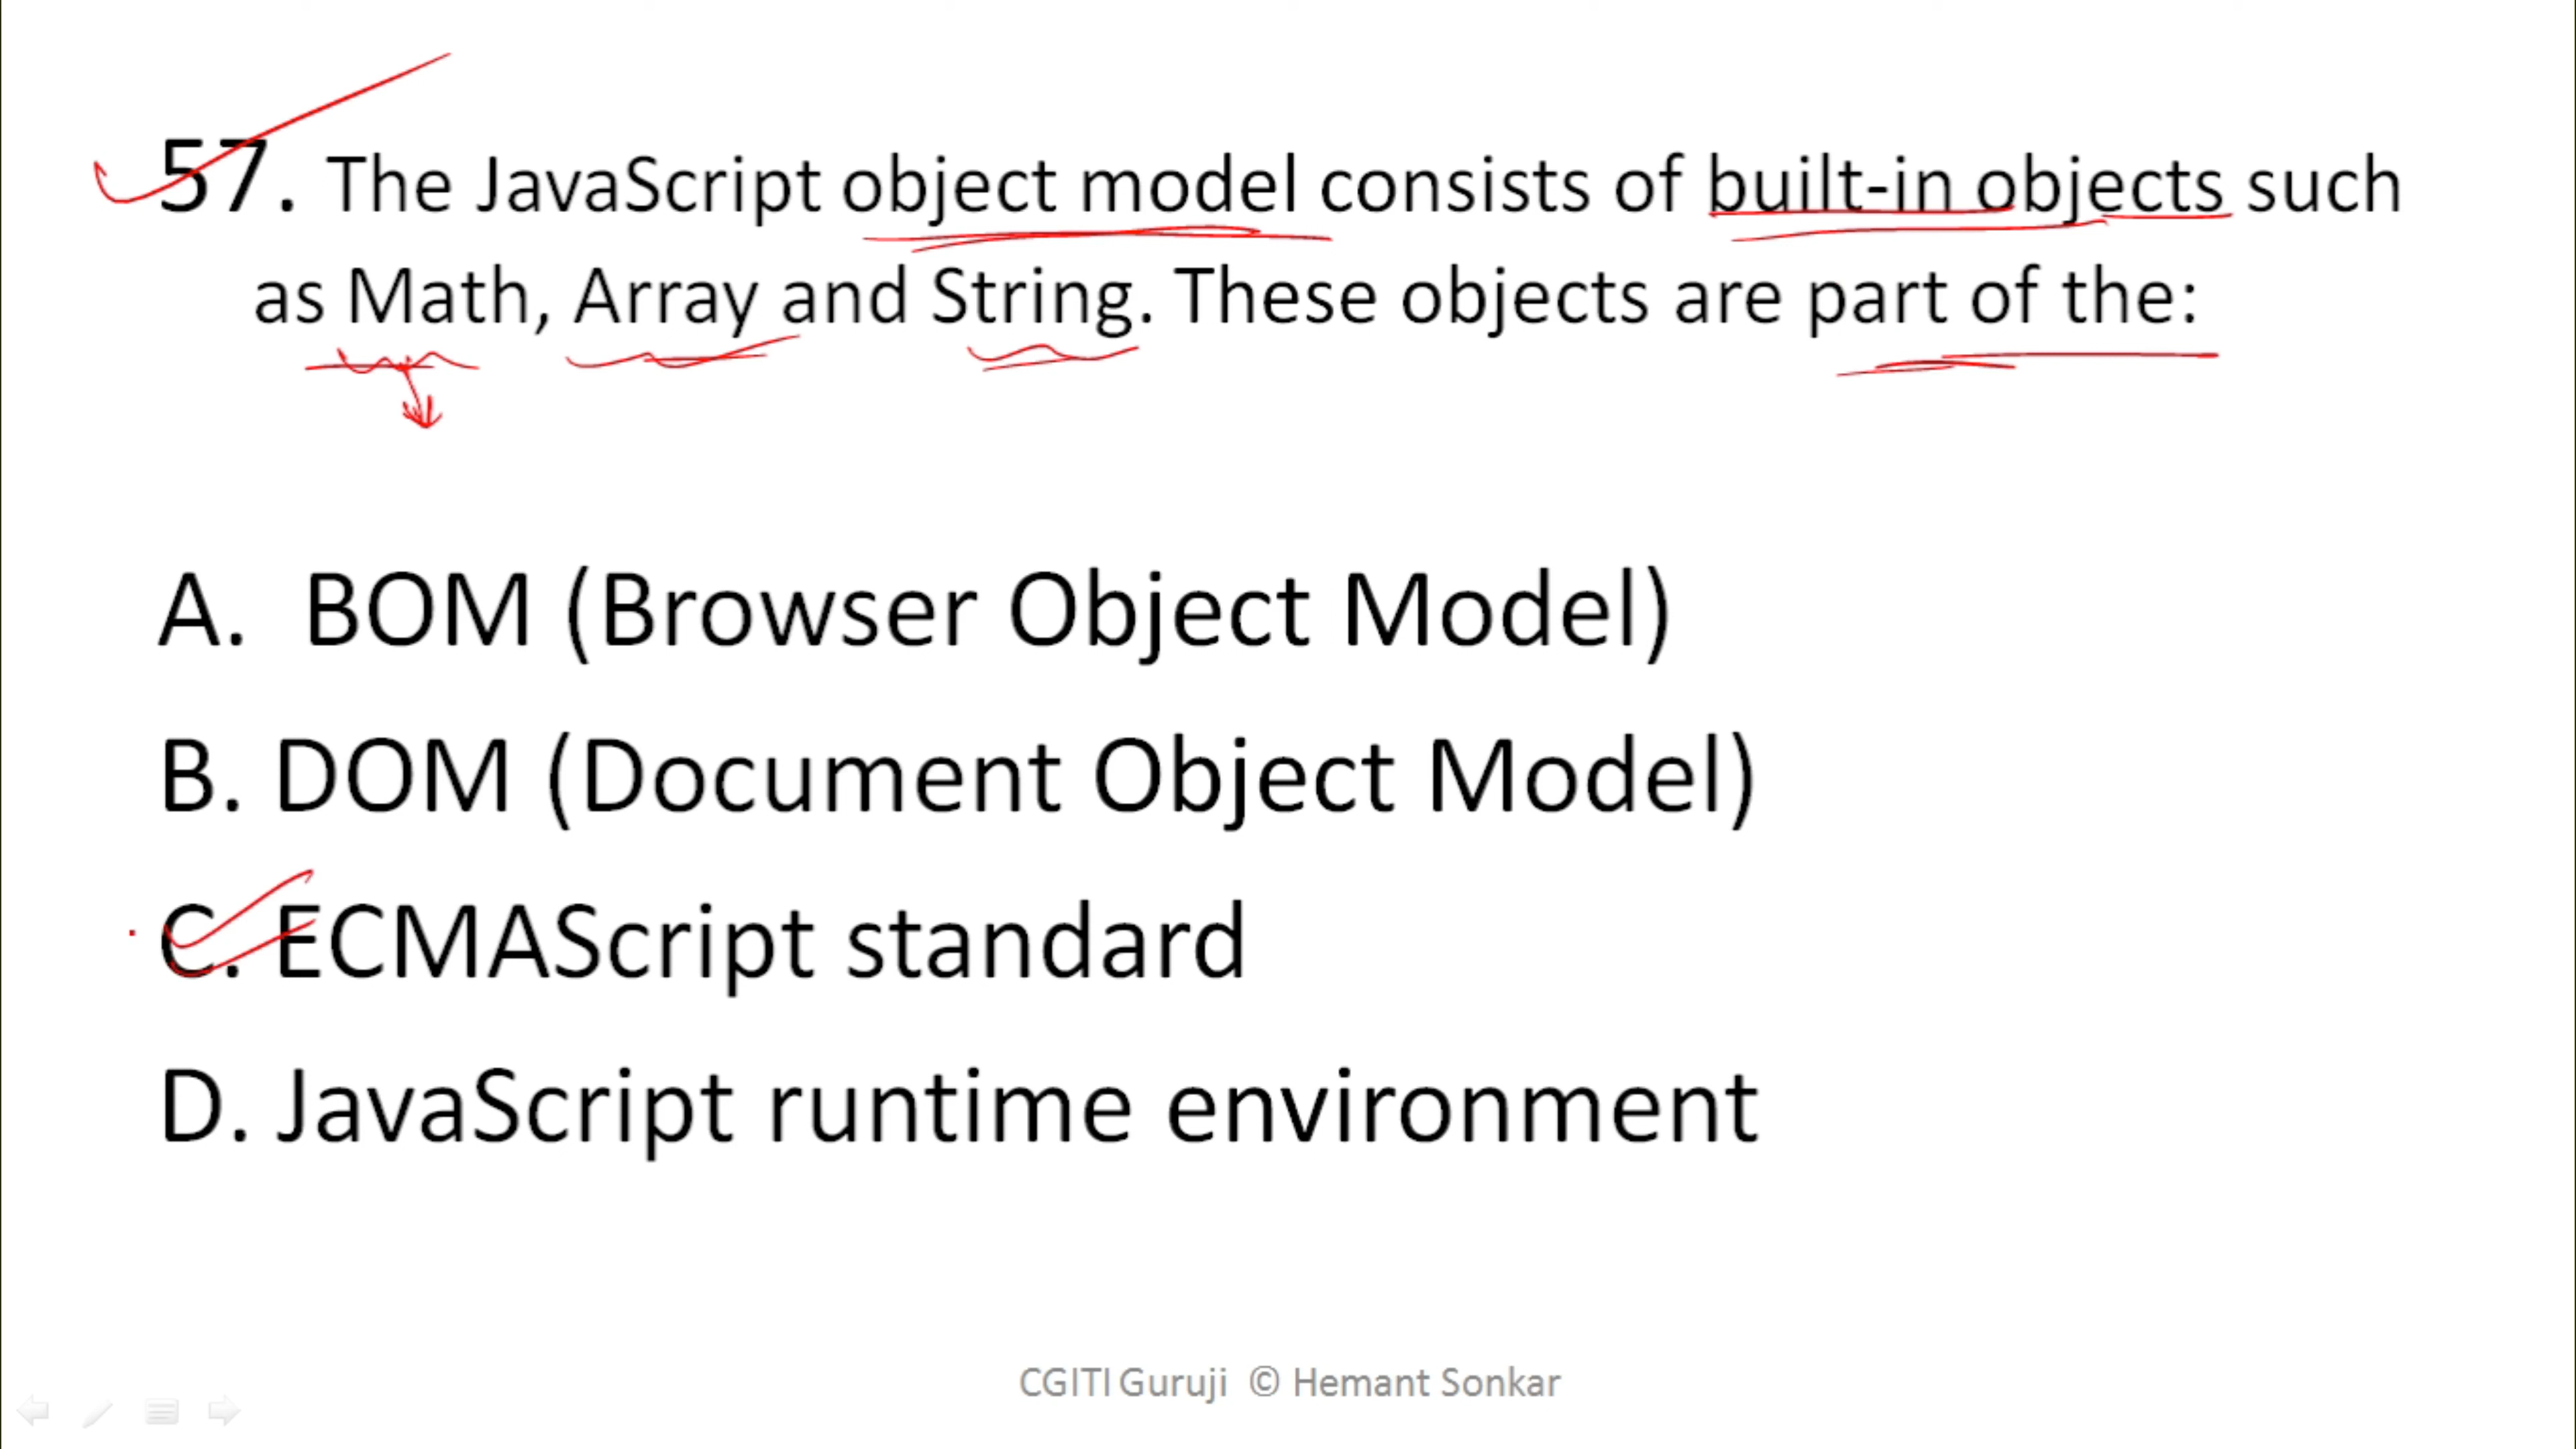 57. The JavaScript object model consists of built-in objects such
as Math, Array and String. These objects are part of the:
A. BOM (Browser Object Model)
B. DOM (Document Object Model)
C. ECMAScript standard
D. JavaScript runtime environment
CGITI Guruji © Hemant Sonkar